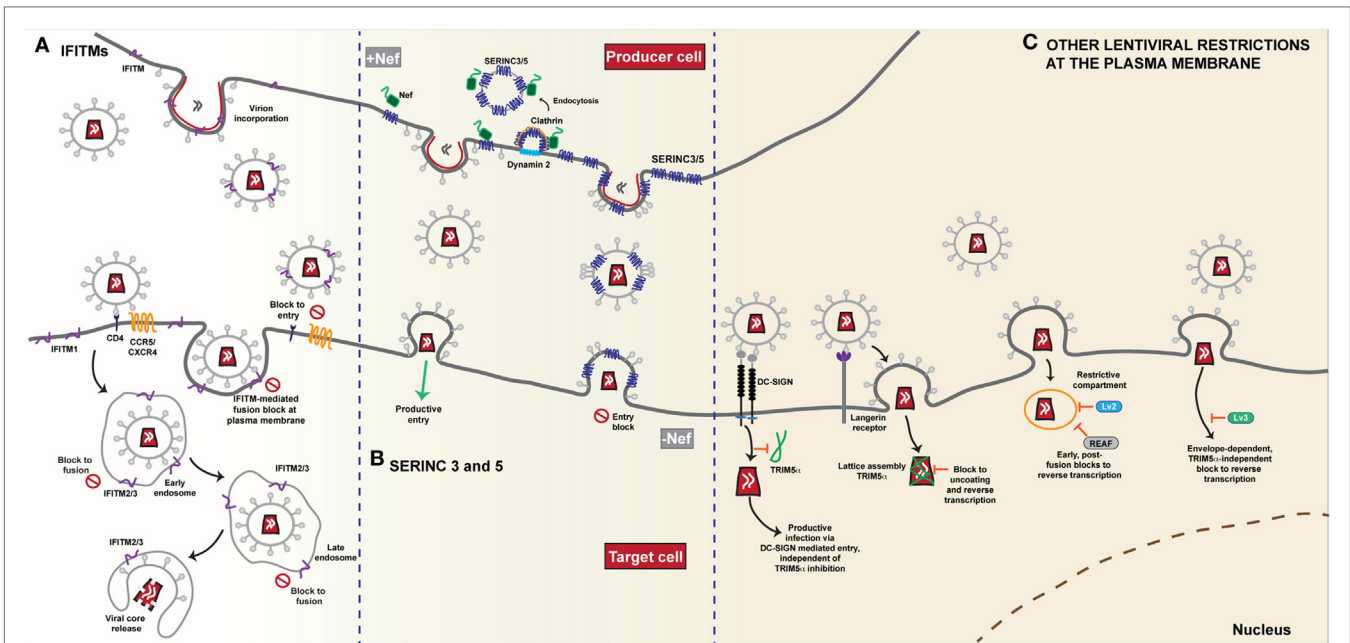 A
IFITMs
IFITM
Virion
incorporation
Block to
entry
IFITM1
CD4
CCR5/
CXCR4
IFITM-mediated
fusion block at
plasma membrane
Block to
fusion
IFITM2/3
Early
endosome
IFITM2/3
Late
endosome
Block to
fusion
IFITM2/3
Viral core
release
+Nef
Nef
SERINC3/5
Endocytosis
Clathrin
Dynamin 2
SERINC3/5
Producer cell
Productive
entry
Entry
block
-Nef
B
SERINC 3 and 5
Target cell
C
OTHER LENTIVIRAL RESTRICTIONS
AT THE PLASMA MEMBRANE
DC-SIGN
TRIM5α
Productive
infection via
DC-SIGN mediated entry,
independent of
TRIM5α inhibition
Langerin
receptor
Lattice assembly
TRIM5α
Block to
uncoating
and reverse
transcription
Restrictive
compartment
Lv2
REAF
Early, post-
fusion blocks to
reverse transcription
Lv3
Envelope-dependent,
TRIM5α-independent
block to reverse
transcription
Nucleus